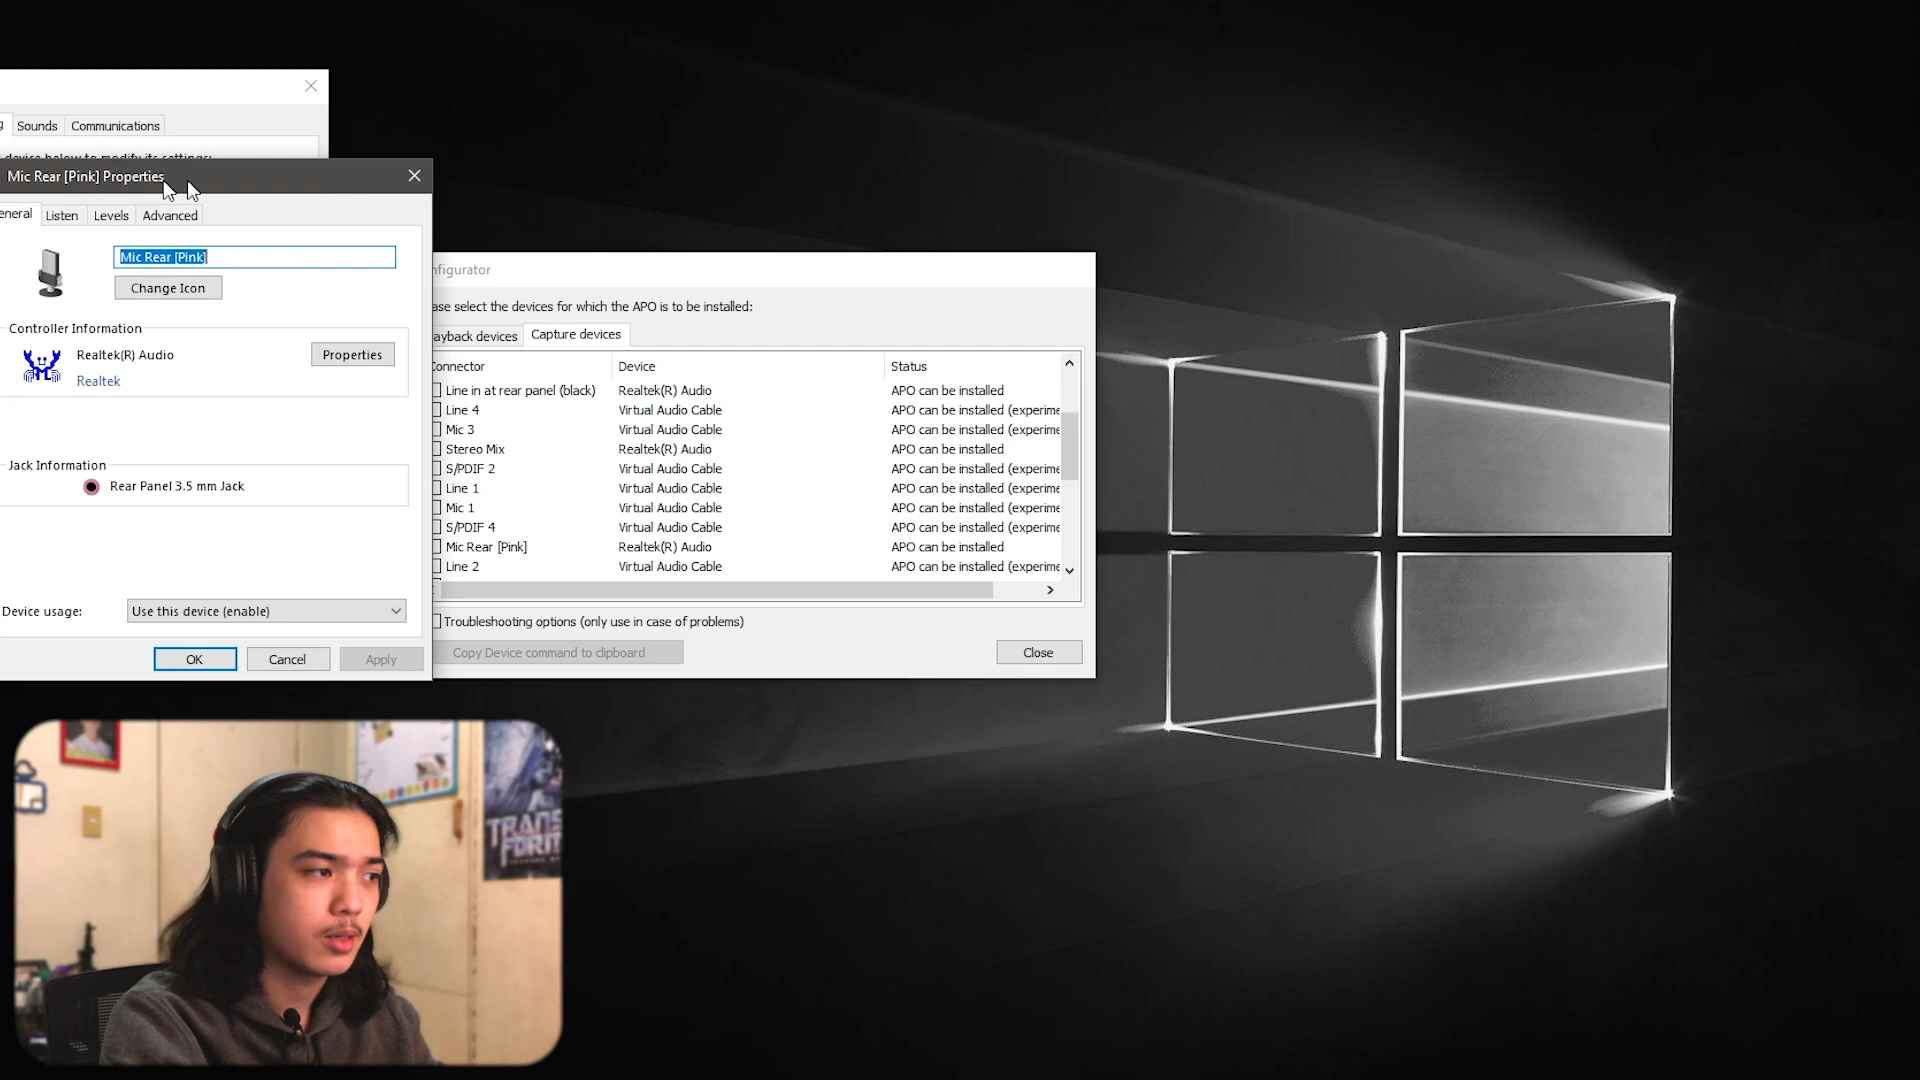 Sounds
Communications
device below to modify its settings:
Mic Rear [Pink] Properties
Listen
Levels
Advanced
Mic Rear [Pink]
Change Icon
Controller Information
Realtek(R) Audio
Properties
Realtek
Jack Information
Rear Panel 3.5 mm Jack
Device usage:
Use this device (enable)
OK
Cancel
Apply
nfigurator
ase select the devices for which the APO is to be installed:
ayback devices
Capture devices
onnector Device Status
Line in at rear panel (black) Realtek(R) Audio APO can be installed
Line 4 Virtual Audio Cable APO can be installed (experime
Mic 3 Virtual Audio Cable APO can be installed (experime
Stereo Mix Realtek(R) Audio APO can be installed
S/PDIF 2 Virtual Audio Cable APO can be installed (experime
Line 1 Virtual Audio Cable APO can be installed (experime
Mic 1 Virtual Audio Cable APO can be installed (experime
S/PDIF 4 Virtual Audio Cable APO can be installed (experime
Mic Rear [Pink] Realtek(R) Audio APO can be installed
Line 2 Virtual Audio Cable APO can be installed (experime
Troubleshooting options (only use in case of problems)
Copy Device command to clipboard
Close
TRANS
FORM